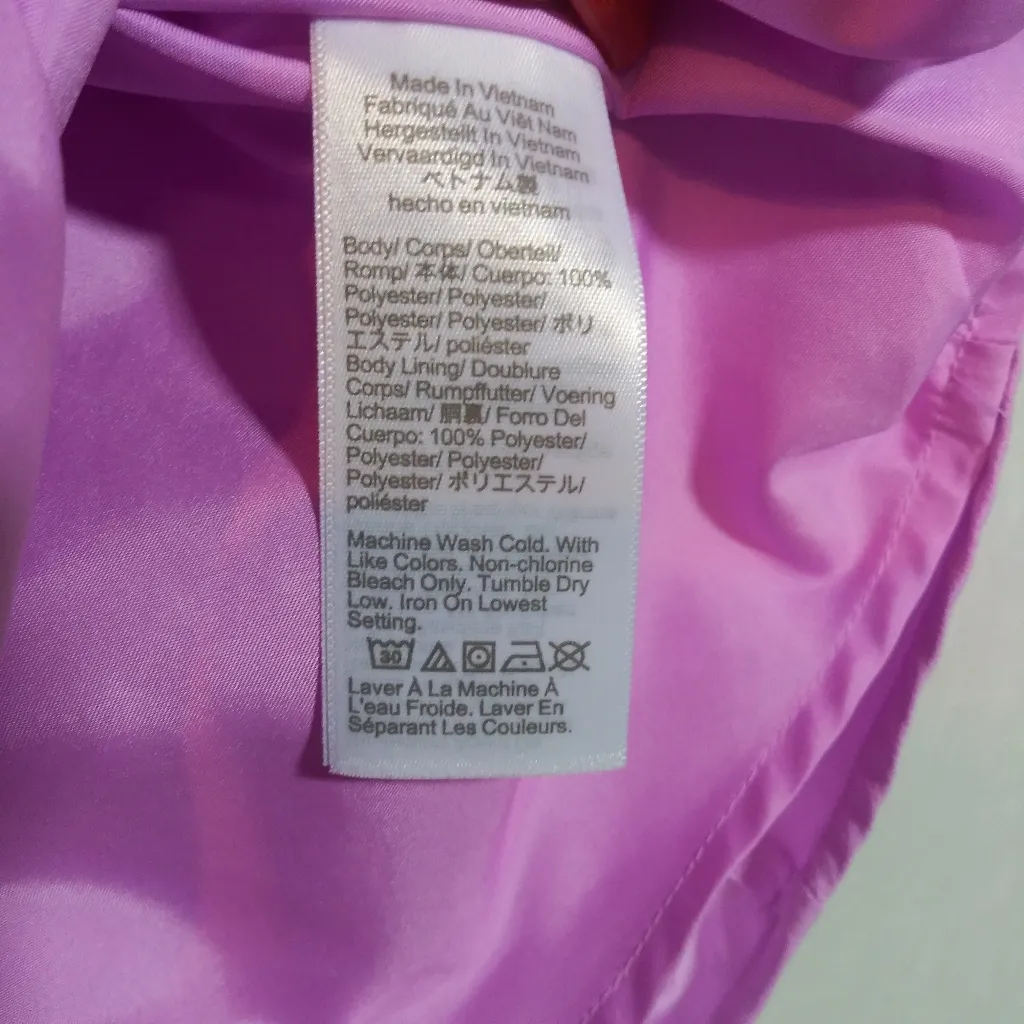 Made In Vietnam
Fabriqué Au Viêt Nam
Hergestellt In Vietnam
Vervaardigd In Vietnam
ベトナム製
hecho en vietnam
Body/ Corps/ Oberteil/
Romp/ 本体/ Cuerpo: 100%
Polyester/ Polyester/
Polyester/ Polyester/ ポリ
エステル/ poliéster
Body Lining/ Doublure
Corps/ Rumpffutter/ Voering
Lichaam/ 胴裏/ Forro Del
Cuerpo: 100% Polyester/
Polyester/ Polyester/
Polyester/ ポリエステル/
poliéster
Machine Wash Cold. With
Like Colors. Non-chlorine
Bleach Only. Tumble Dry
Low. Iron On Lowest
Setting.
30
Laver À La Machine À
L'eau Froide. Laver En
Séparant Les Couleurs.